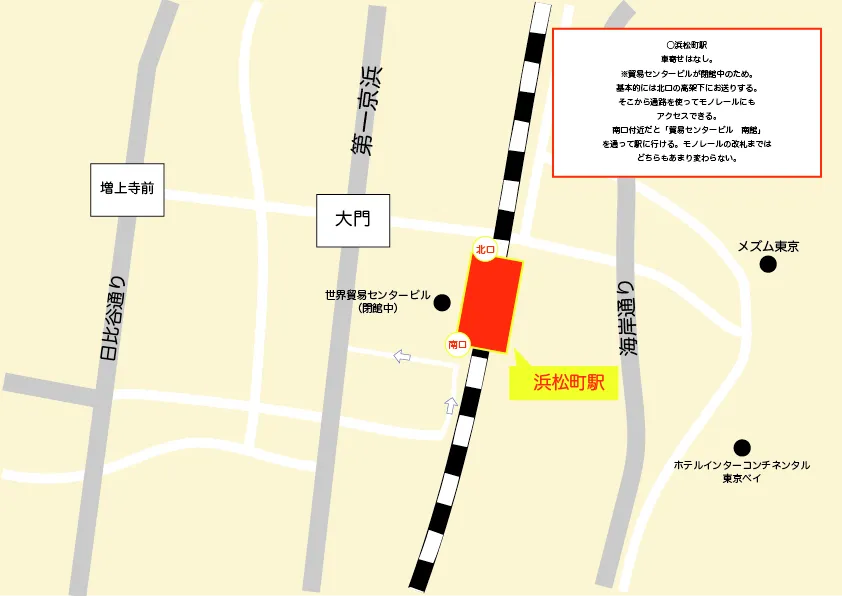 ○浜松町駅
車寄せはなし。
※貿易センタービルが閉館中のため。
基本的には北口の高架下にお送りする。
そこから通路を使ってモノレールにも
アクセスできる。
南口付近だと「貿易センタービル　南館」
を通って駅に行ける。モノレールの改札までは
どちらもあまり変わらない。
第一京浜
増上寺前
大門
北口
メズム東京
世界貿易センタービル
(閉館中)
日比谷通り
海岸通り
南口
浜松町駅
ホテルインターコンチネンタル
東京ベイ